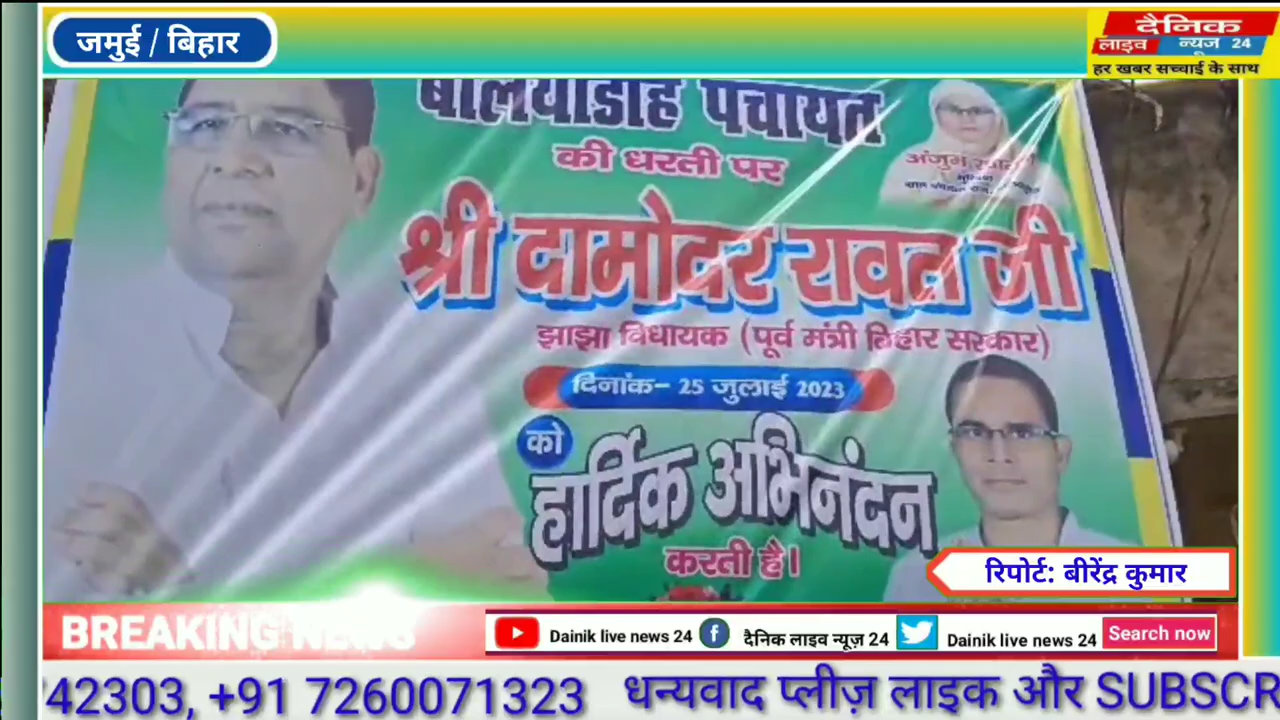 जमुई / बिहार
दैनिक
लाइव न्यूज 24
हर खबर सच्चाई के साथ
पंचायत
की धरती पर
अंजुम
श्री दामोदर रावत जी
झाझा विधायक (पूर्व मंत्री बिहार सरकार)
दिनांक- 25 जुलाई 2023
को
हार्दिक अभिनंदन
करती है।
रिपोर्ट: बीरेंद्र कुमार
BREAKING NEWS
Dainik live news 24
दैनिक लाइव न्यूज़ 24
Dainik live news 24
Search now
42303, +91 7260071323 धन्यवाद प्लीज़ लाइक और SUBSCR